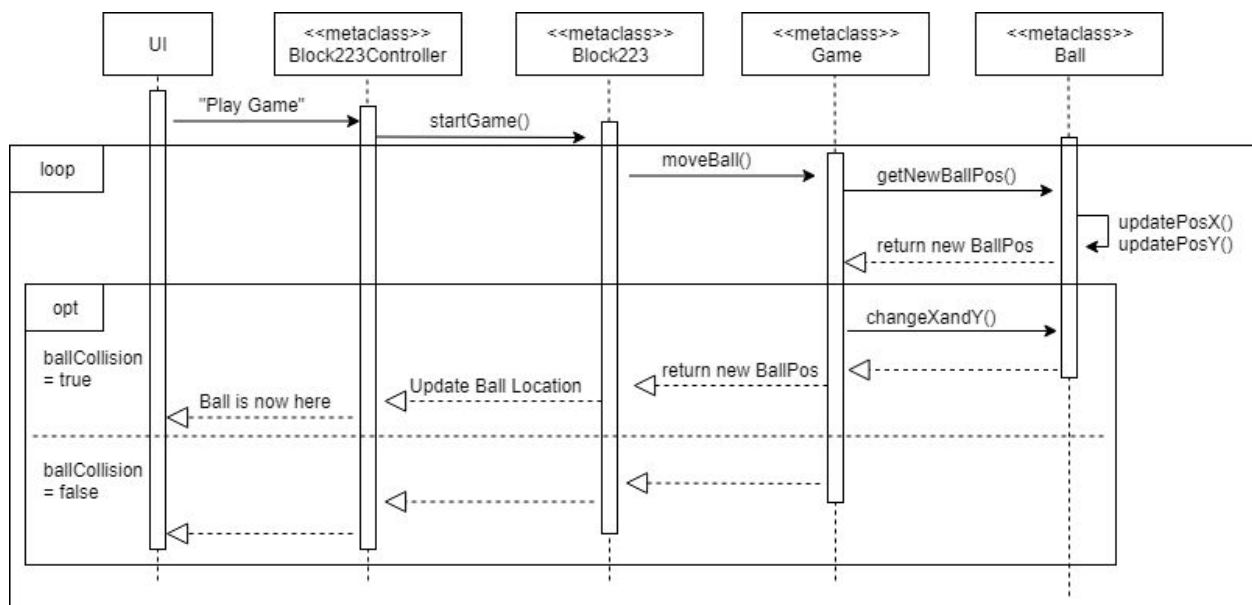 UI
<<metaclass>>
Block223Controller
<<metaclass>>
Block223
<<metaclass>>
Game
<<metaclass>>
Ball
"Play Game"
startGame()
loop
moveBall()
getNewBallPos()
updatePosX()
updatePosY()
return new BallPos
opt
changeXandY()
ballCollision
= true
return new BallPos
Update Ball Location
Ball is now here
ballCollision
= false